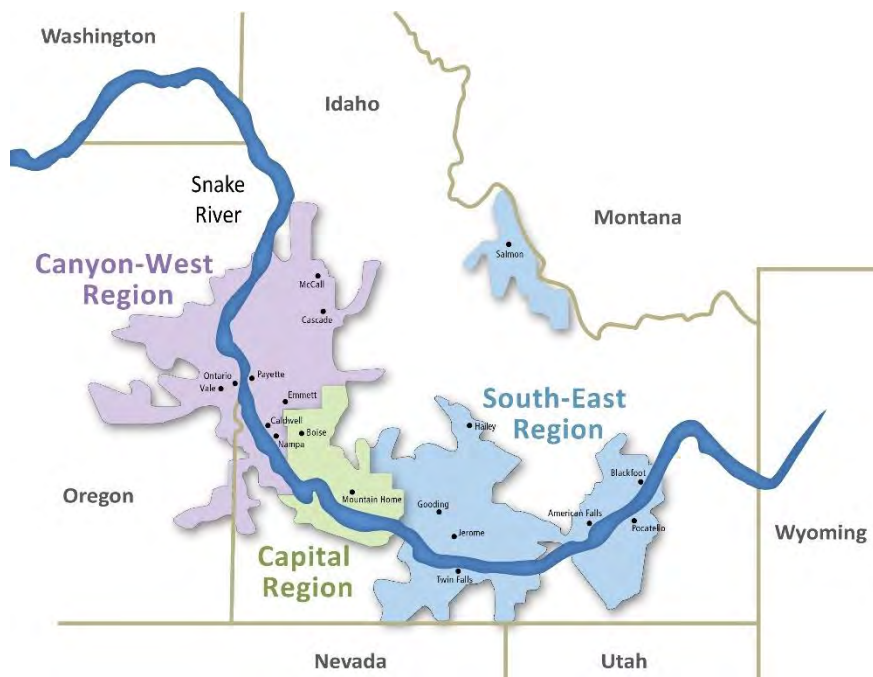 Washington
Idaho
Snake
River
Montana
Salmon
Canyon-West
Region
McCall
Cascade
Ontario
Payette
Vale
Emmett
South-East
Region
Caldwell
Boise
Nampa
Hailey
Blackfoot
Oregon
Mountain Home
Gooding
American Falls
Pocatello
Jerome
Wyoming
Capital
Region
Twin Falls
Nevada
Utah